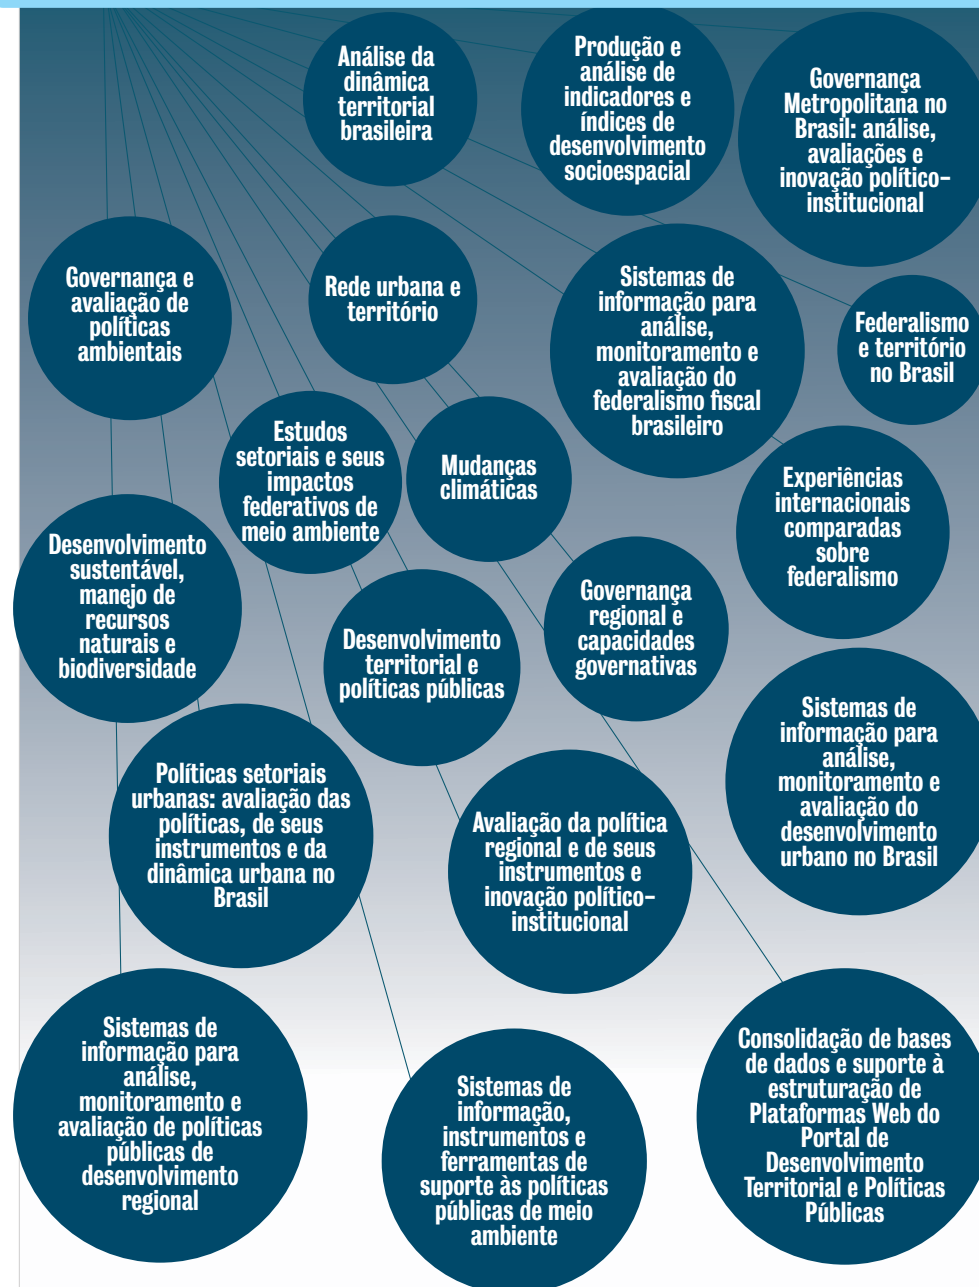 Análise da
dinâmica
territorial
brasileira
Produção e
análise de
indicadores e
índices de
desenvolvimento
socioespacial
Governança
Metropolitana no
Brasil: análise,
avaliações e
inovação político-
institucional
Governança e
avaliação de
políticas
ambientais
Rede urbana e
território
Sistemas de
informação para
análise,
monitoramento e
avaliação do
federalismo fiscal
brasileiro
Federalismo
e território
no Brasil
Estudos
setoriais e seus
impactos
federativos de
meio ambiente
Mudanças
climáticas
Experiências
internacionais
comparadas
sobre
federalismo
Desenvolvimento
sustentável,
manejo de
recursos
naturais e
biodiversidade
Desenvolvimento
territorial e
políticas públicas
Governança
regional e
capacidades
governativas
Sistemas de
informação para
análise,
monitoramento e
avaliação do
desenvolvimento
urbano no Brasil
Políticas setoriais
urbanas: avaliação das
políticas, de seus
instrumentos e da
dinâmica urbana no
Brasil
Avaliação da política
regional e de seus
instrumentos e
inovação político-
institucional
Sistemas de
informação para
análise,
monitoramento e
avaliação de políticas
públicas de
desenvolvimento
regional
Sistemas de
informação,
instrumentos e
ferramentas de
suporte às políticas
públicas de meio
ambiente
Consolidação de bases
de dados e suporte à
estruturação de
Plataformas Web do
Portal de
Desenvolvimento
Territorial e Políticas
Públicas